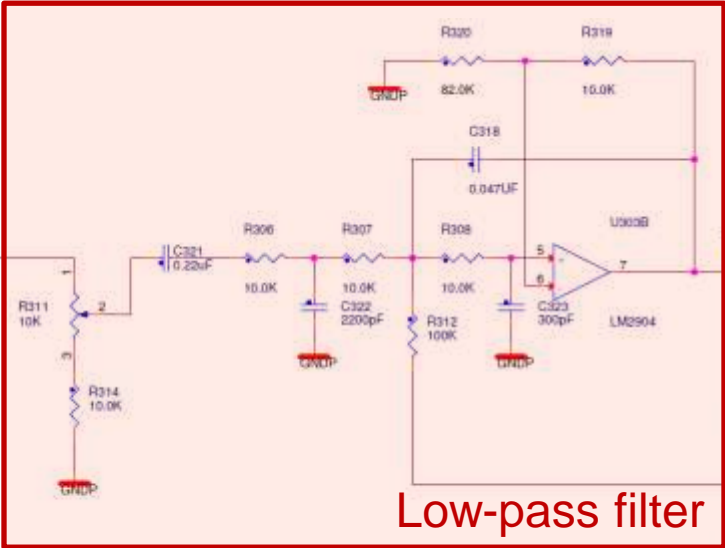 R320
R319
GNDP
82.0K
10.0K
C318
0.047UF
U303B
C321
0.22uF
R306
R307
R308
5
6
7
10.0K
10.0K
10.0K
1
R311
10K
2
C322
2200pF
R312
100K
C323
300pF
LM2904
3
GNDP
GNDP
R314
10.0K
GNDP
Low-pass filter